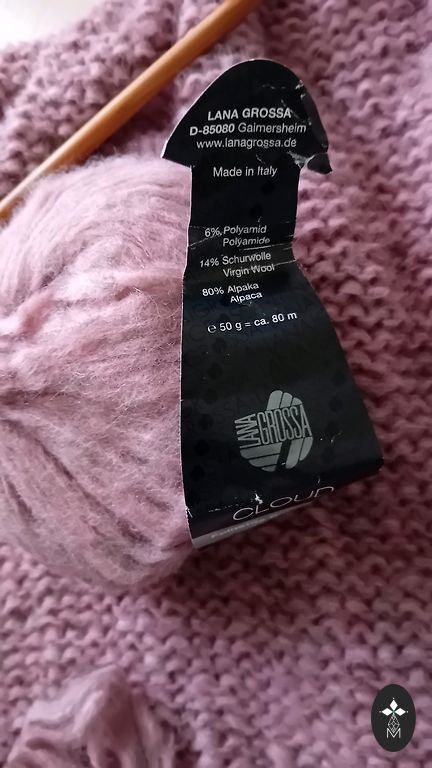 LANA GROSSA
D-85080 Gaimersheim
www.lanagrossa.de
Made in Italy
6% Polyamid
Polyamide
14% Schurwolle
Virgin Wool
80% Alpaka
Alpaca
℮ 50 g = ca. 80 m
LANA
GROSSA
CLOUD
M